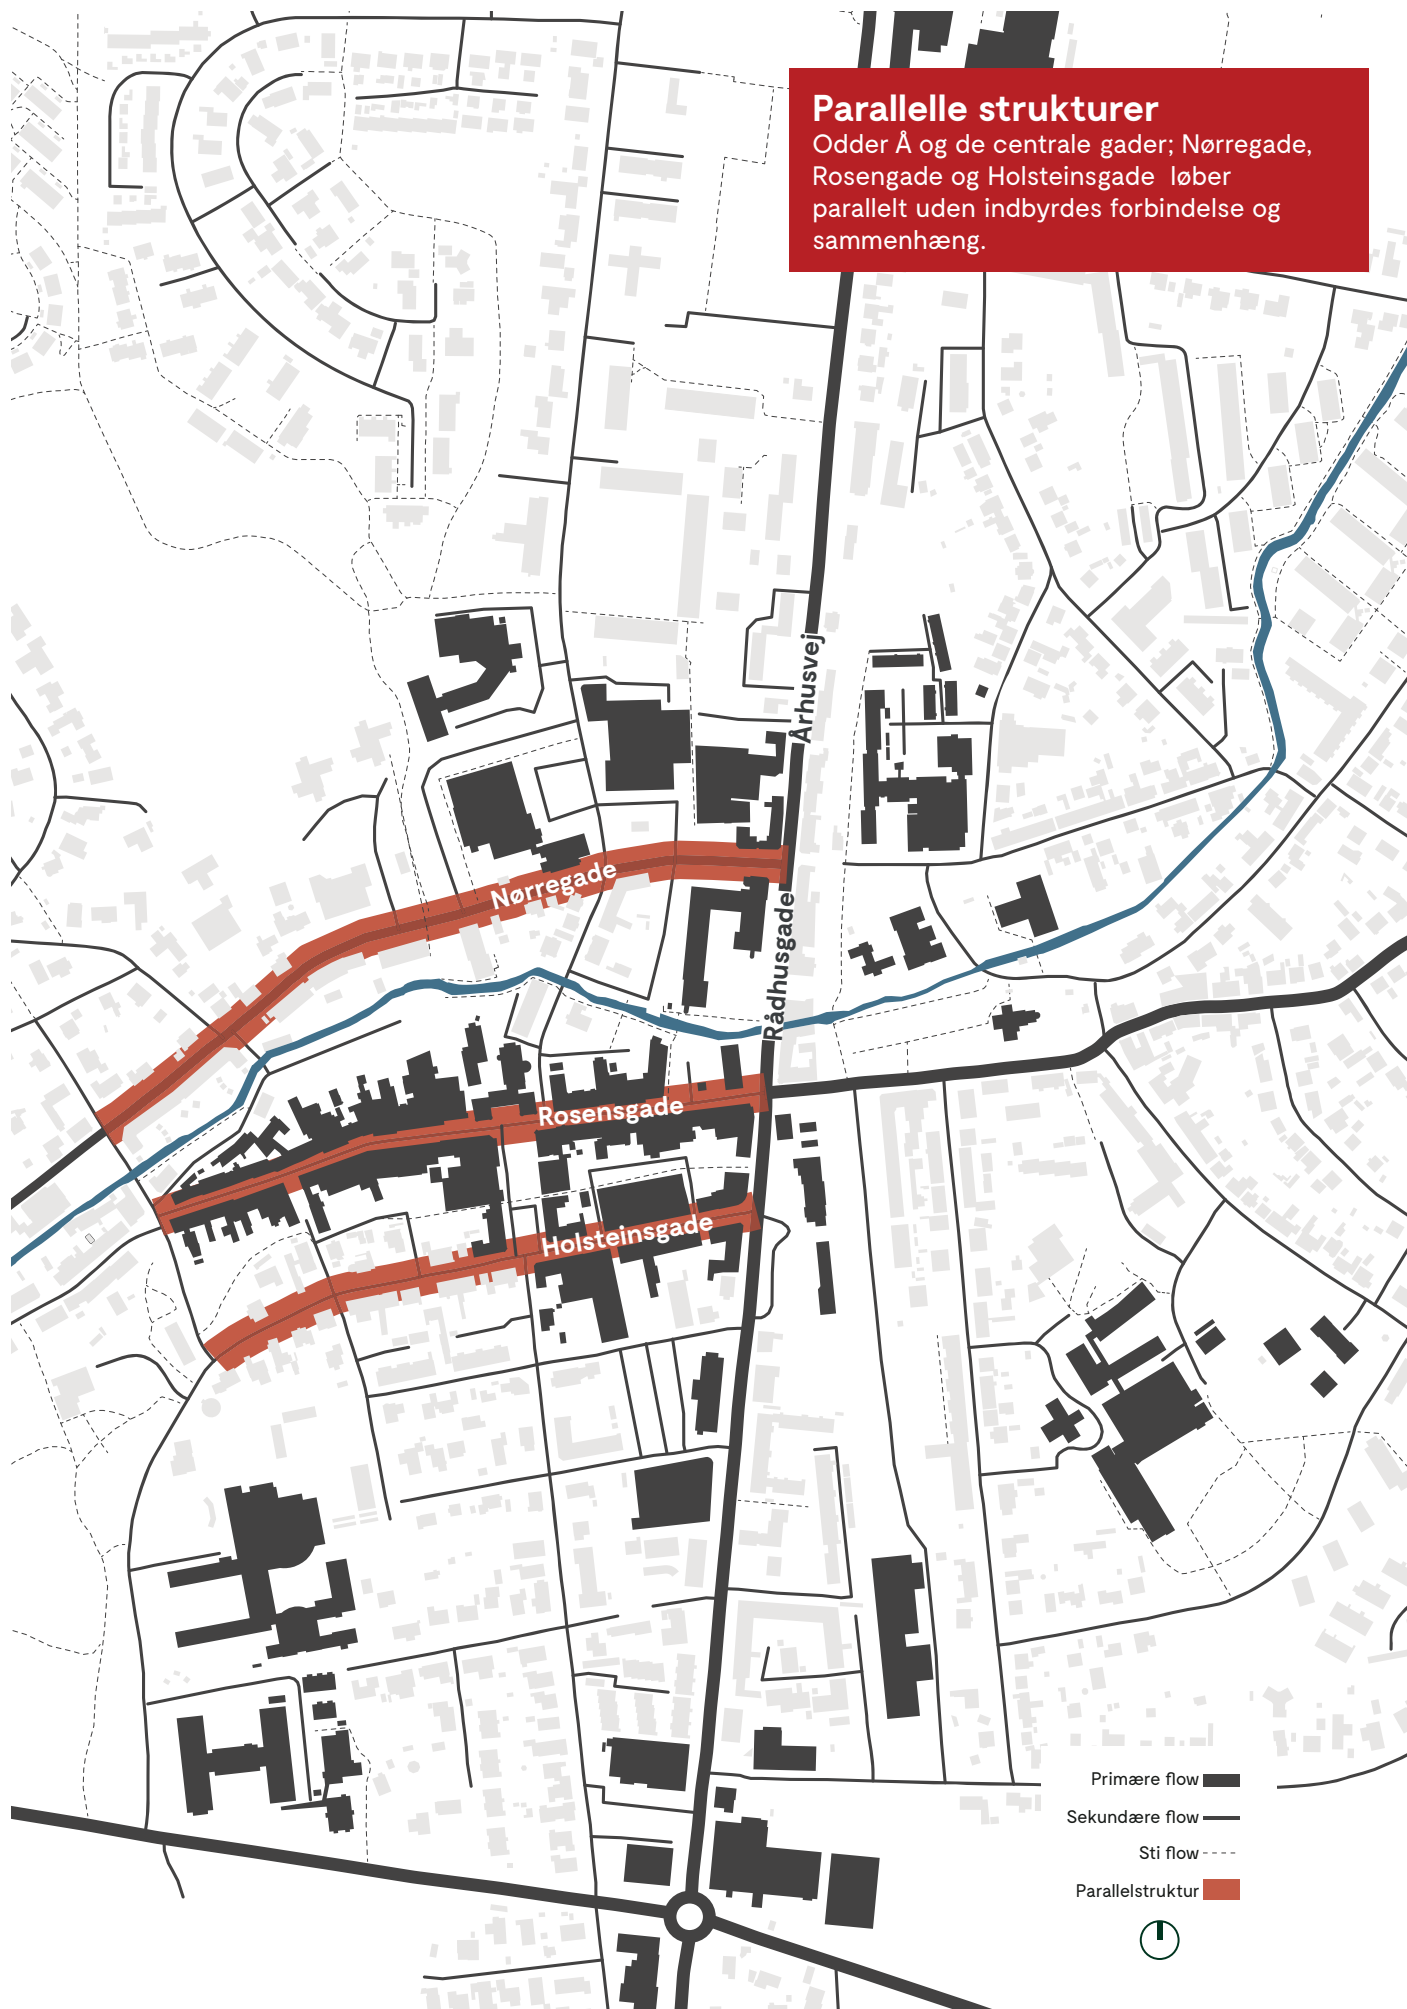 Parallelle strukturer
Odder Å og de centrale gader; Nørregade,
Rosengade og Holsteinsgade løber
parallelt uden indbyrdes forbindelse og
sammenhæng.
Århusvej
Nørregade
Rådhusgade
Rosensgade
Holsteinsgade
Primære flow
Sekundære flow
Sti flow
Parallelstruktur